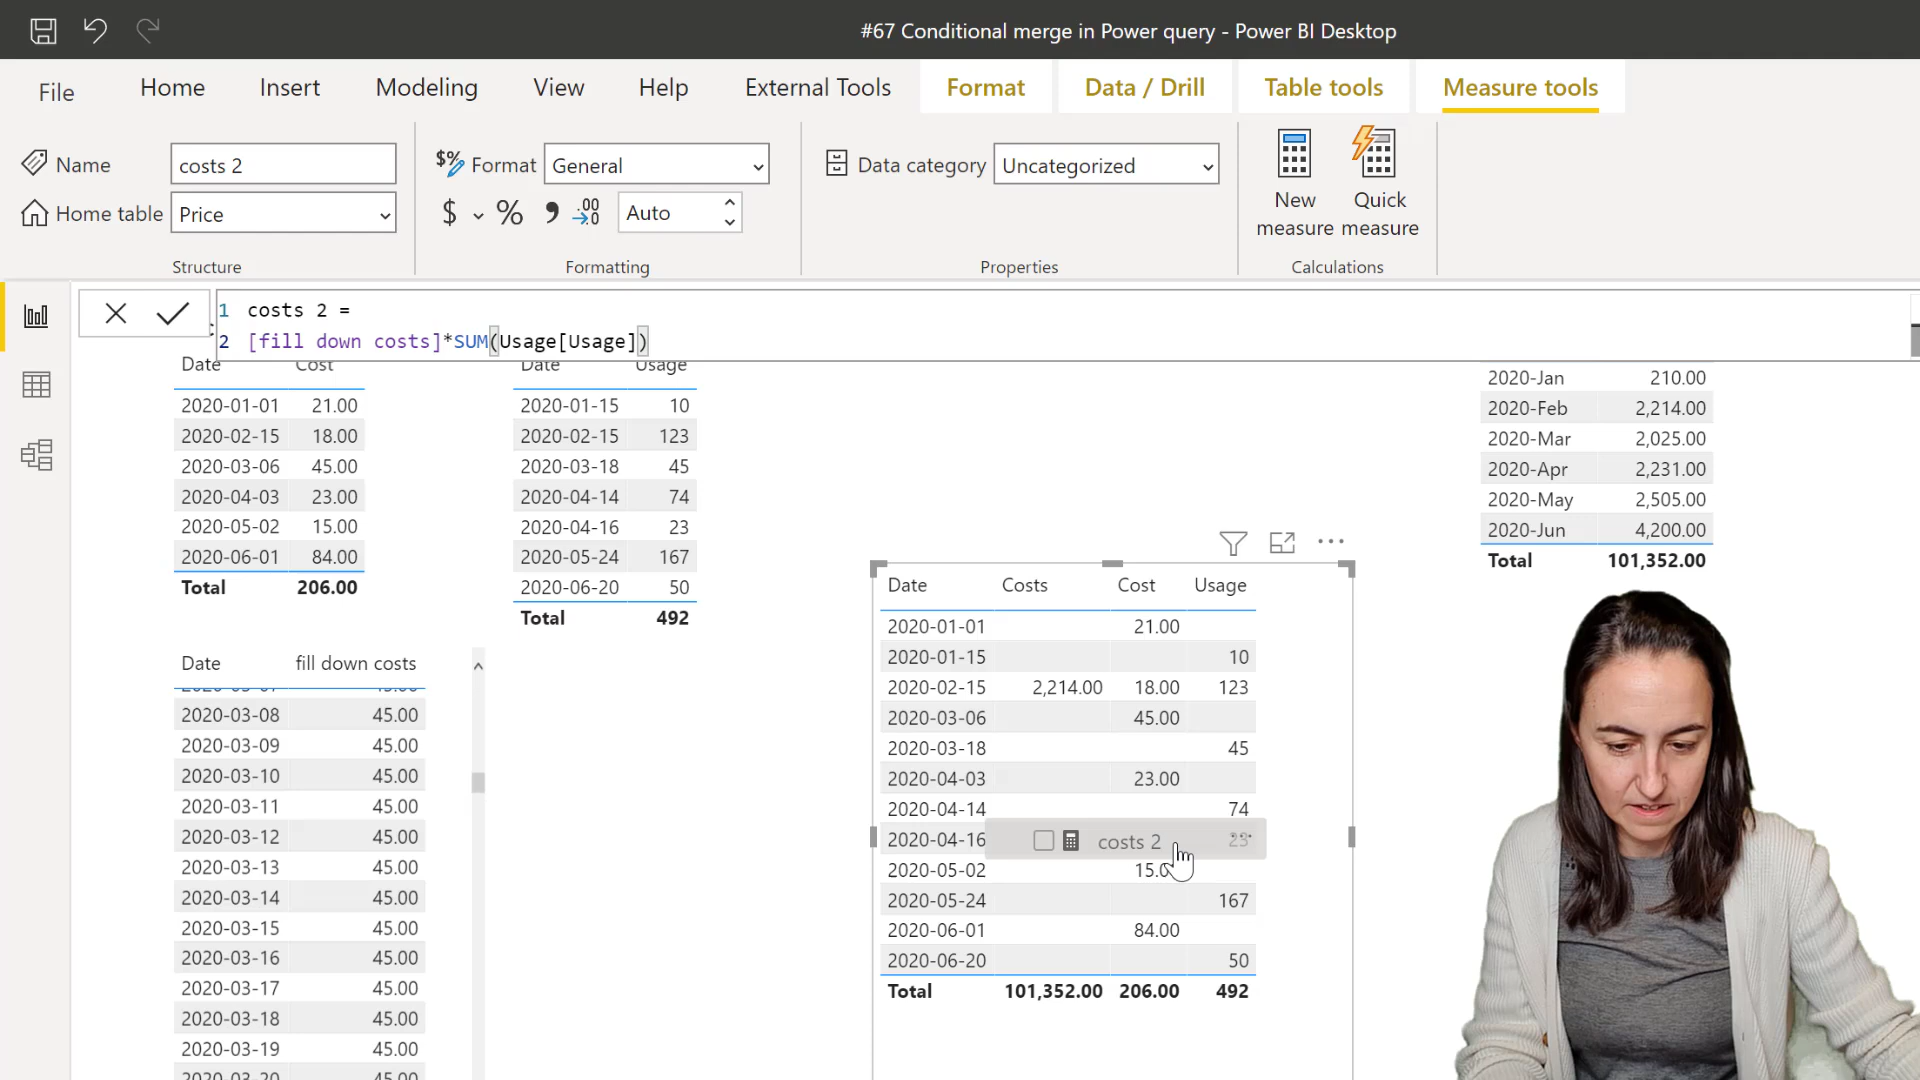 #67 Conditional merge in Power query - Power BI Desktop
File Home Insert Modeling View Help External Tools Format Data / Drill Table tools Measure tools
Name costs 2
Home table Price
Structure
$% Format General
$ % 9 .00 →.0 Auto
Formatting
Data category Uncategorized
Properties
New measure
Quick measure
Calculations
1 costs 2 =
2 [fill down costs]*SUM(Usage[Usage])
Date Cost
2020-01-01 21.00
2020-02-15 18.00
2020-03-06 45.00
2020-04-03 23.00
2020-05-02 15.00
2020-06-01 84.00
Total 206.00
Date Usage
2020-01-15 10
2020-02-15 123
2020-03-18 45
2020-04-14 74
2020-04-16 23
2020-05-24 167
2020-06-20 50
Total 492
2020-Jan 210.00
2020-Feb 2,214.00
2020-Mar 2,025.00
2020-Apr 2,231.00
2020-May 2,505.00
2020-Jun 4,200.00
Total 101,352.00
Date fill down costs
2020-03-08 45.00
2020-03-09 45.00
2020-03-10 45.00
2020-03-11 45.00
2020-03-12 45.00
2020-03-13 45.00
2020-03-14 45.00
2020-03-15 45.00
2020-03-16 45.00
2020-03-17 45.00
2020-03-18 45.00
2020-03-19 45.00
2020-03-20 45.00
Date Costs Cost Usage
2020-01-01 21.00
2020-01-15 10
2020-02-15 2,214.00 18.00 123
2020-03-06 45.00
2020-03-18 45
2020-04-03 23.00
2020-04-14 74
2020-04-16 costs 2 23
2020-05-02 15.0
2020-05-24 167
2020-06-01 84.00
2020-06-20 50
Total 101,352.00 206.00 492